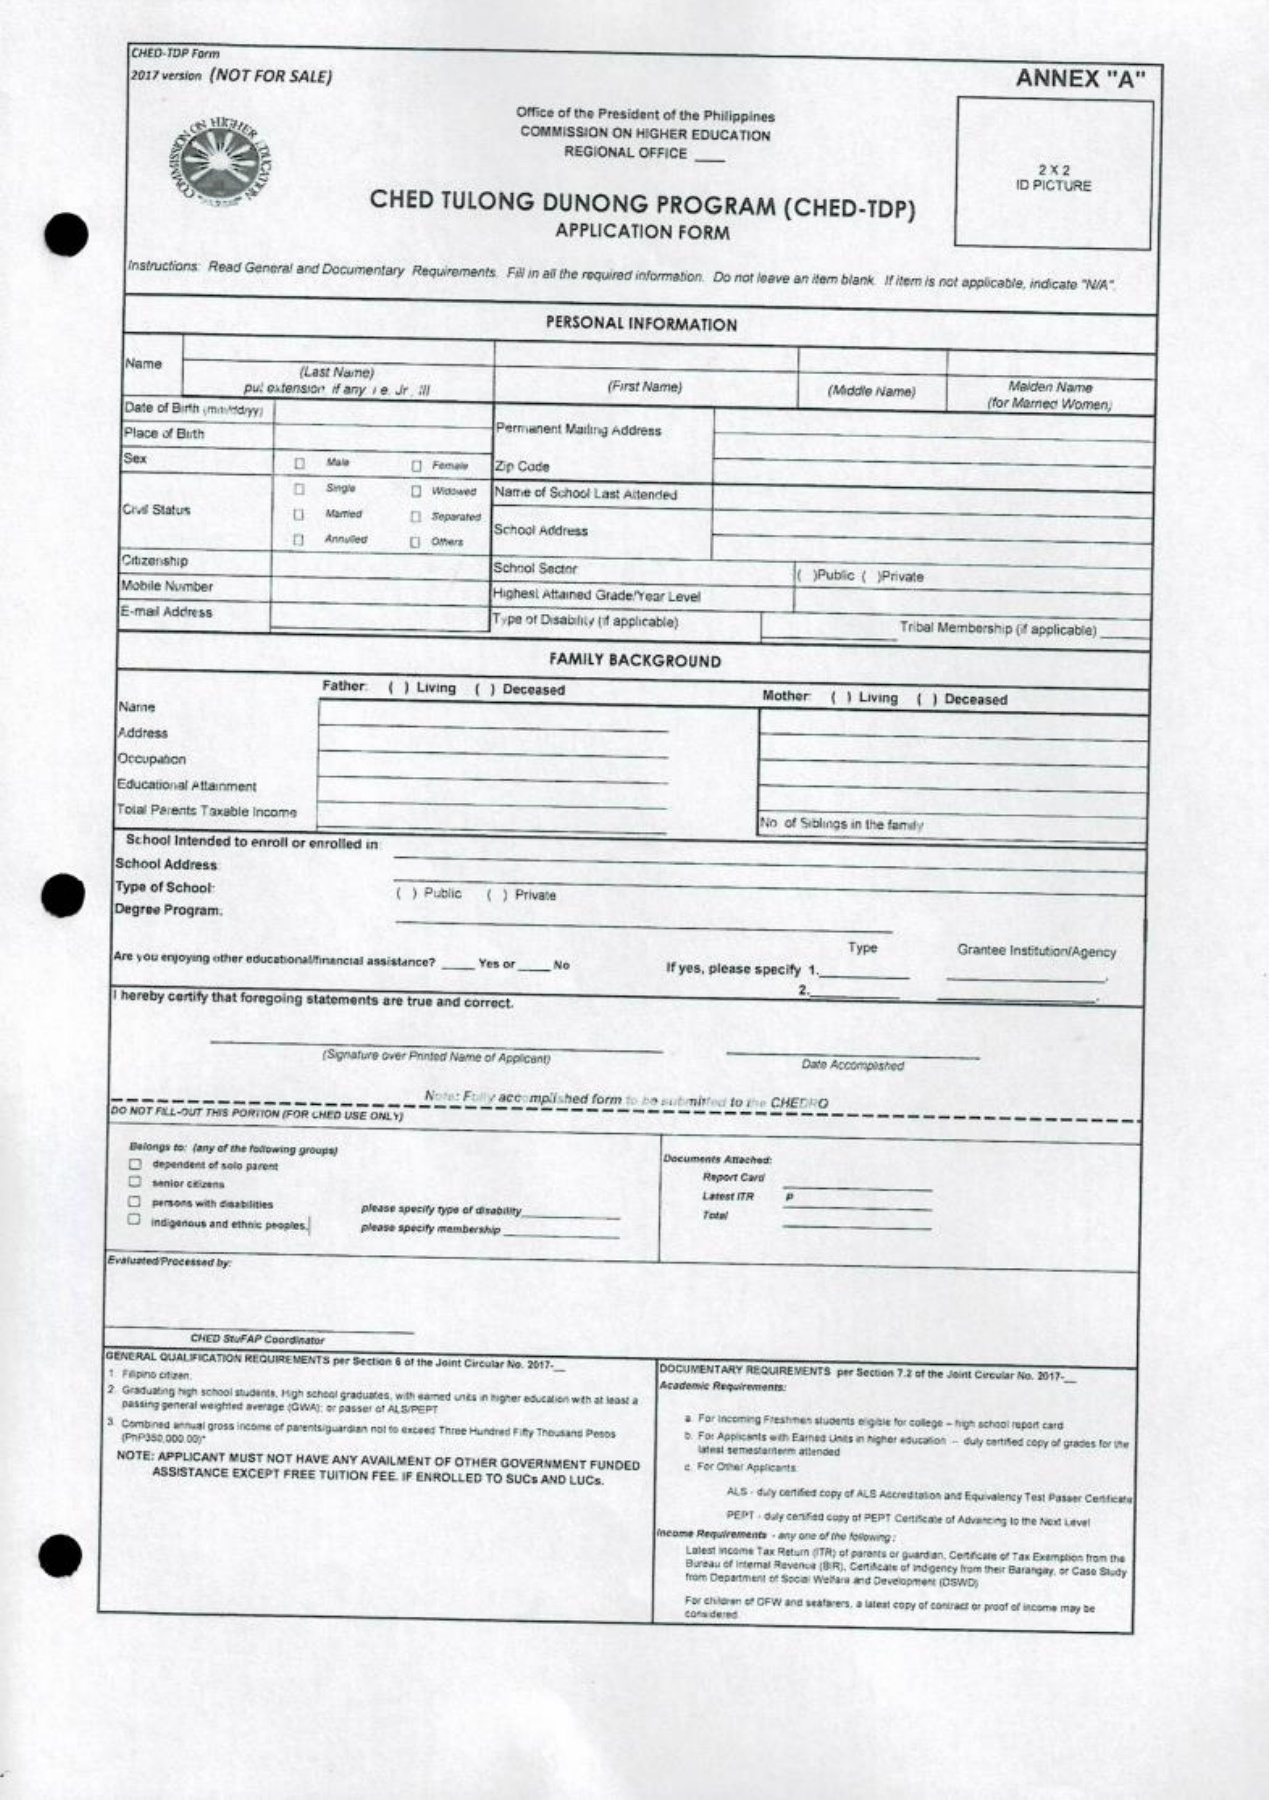 CHED-TDP Form
2017 version (NOT FOR SALE)
ANNEX "A"
COMMISSION ON HIGHER EDUCATION
Office of the President of the Philippines
COMMISSION ON HIGHER EDUCATION
REGIONAL OFFICE ___
2 X 2
ID PICTURE
CHED TULONG DUNONG PROGRAM (CHED-TDP)
APPLICATION FORM
Instructions: Read General and Documentary Requirements. Fill in all the required information. Do not leave an item blank. If item is not applicable, indicate "N/A".
PERSONAL INFORMATION
Name
(Last Name)
put extension if any i.e. Jr., III
(First Name)
(Middle Name)
Maiden Name
(for Married Women)
Date of Birth (mm/dd/yy)
Place of Birth
Sex
Male
Female
Civil Status
Single
Widowed
Married
Separated
Annulled
Others
Citizenship
Mobile Number
E-mail Address
Permanent Mailing Address
Zip Code
Name of School Last Attended
School Address
School Sector
( )Public ( )Private
Highest Attained Grade/Year Level
Type of Disability (if applicable)
Tribal Membership (if applicable)
FAMILY BACKGROUND
Father: ( ) Living ( ) Deceased
Mother: ( ) Living ( ) Deceased
Name
Address
Occupation
Educational Attainment
Total Parents Taxable Income
No. of Siblings in the family
School Intended to enroll or enrolled in:
School Address:
Type of School:
( ) Public ( ) Private
Degree Program:
Type
Grantee Institution/Agency
Are you enjoying other educational/financial assistance? ____ Yes or ____ No
If yes, please specify 1.
2.
I hereby certify that foregoing statements are true and correct.
(Signature over Printed Name of Applicant)
Date Accomplished
Note: Fully accomplished form to be submitted to the CHEDRO
DO NOT FILL-OUT THIS PORTION (FOR CHED USE ONLY)
Belongs to: (any of the following groups)
dependent of solo parent
senior citizens
persons with disabilities
please specify type of disability
indigenous and ethnic peoples.
please specify membership
Documents Attached:
Report Card
Latest ITR P
Total
Evaluated/Processed by:
CHED StuFAP Coordinator
GENERAL QUALIFICATION REQUIREMENTS per Section 6 of the Joint Circular No. 2017-__
1. Filipino citizen.
2. Graduating high school students, High school graduates, with earned units in higher education with at least a
passing general weighted average (GWA); or passer of ALS/PEPT
3. Combined annual gross income of parents/guardian not to exceed Three Hundred Fifty Thousand Pesos
(PhP350,000.00)*
NOTE: APPLICANT MUST NOT HAVE ANY AVAILMENT OF OTHER GOVERNMENT FUNDED
ASSISTANCE EXCEPT FREE TUITION FEE. IF ENROLLED TO SUCs AND LUCs.
DOCUMENTARY REQUIREMENTS per Section 7.2 of the Joint Circular No. 2017-__
Academic Requirements:
a. For Incoming Freshmen students eligible for college – high school report card
b. For Applicants with Earned Units in higher education – duly certified copy of grades for the
latest semester/term attended
c. For Other Applicants:
ALS - duly certified copy of ALS Accreditation and Equivalency Test Passer Certificate
PEPT - duly certified copy of PEPT Certificate of Advancing to the Next Level
Income Requirements - any one of the following:
Latest Income Tax Return (ITR) of parents or guardian, Certificate of Tax Exemption from the
Bureau of Internal Revenue (BIR), Certificate of Indigency from their Barangay, or Case Study
from Department of Social Welfare and Development (DSWD)
For children of OFW and seafarers, a latest copy of contract or proof of income may be
considered